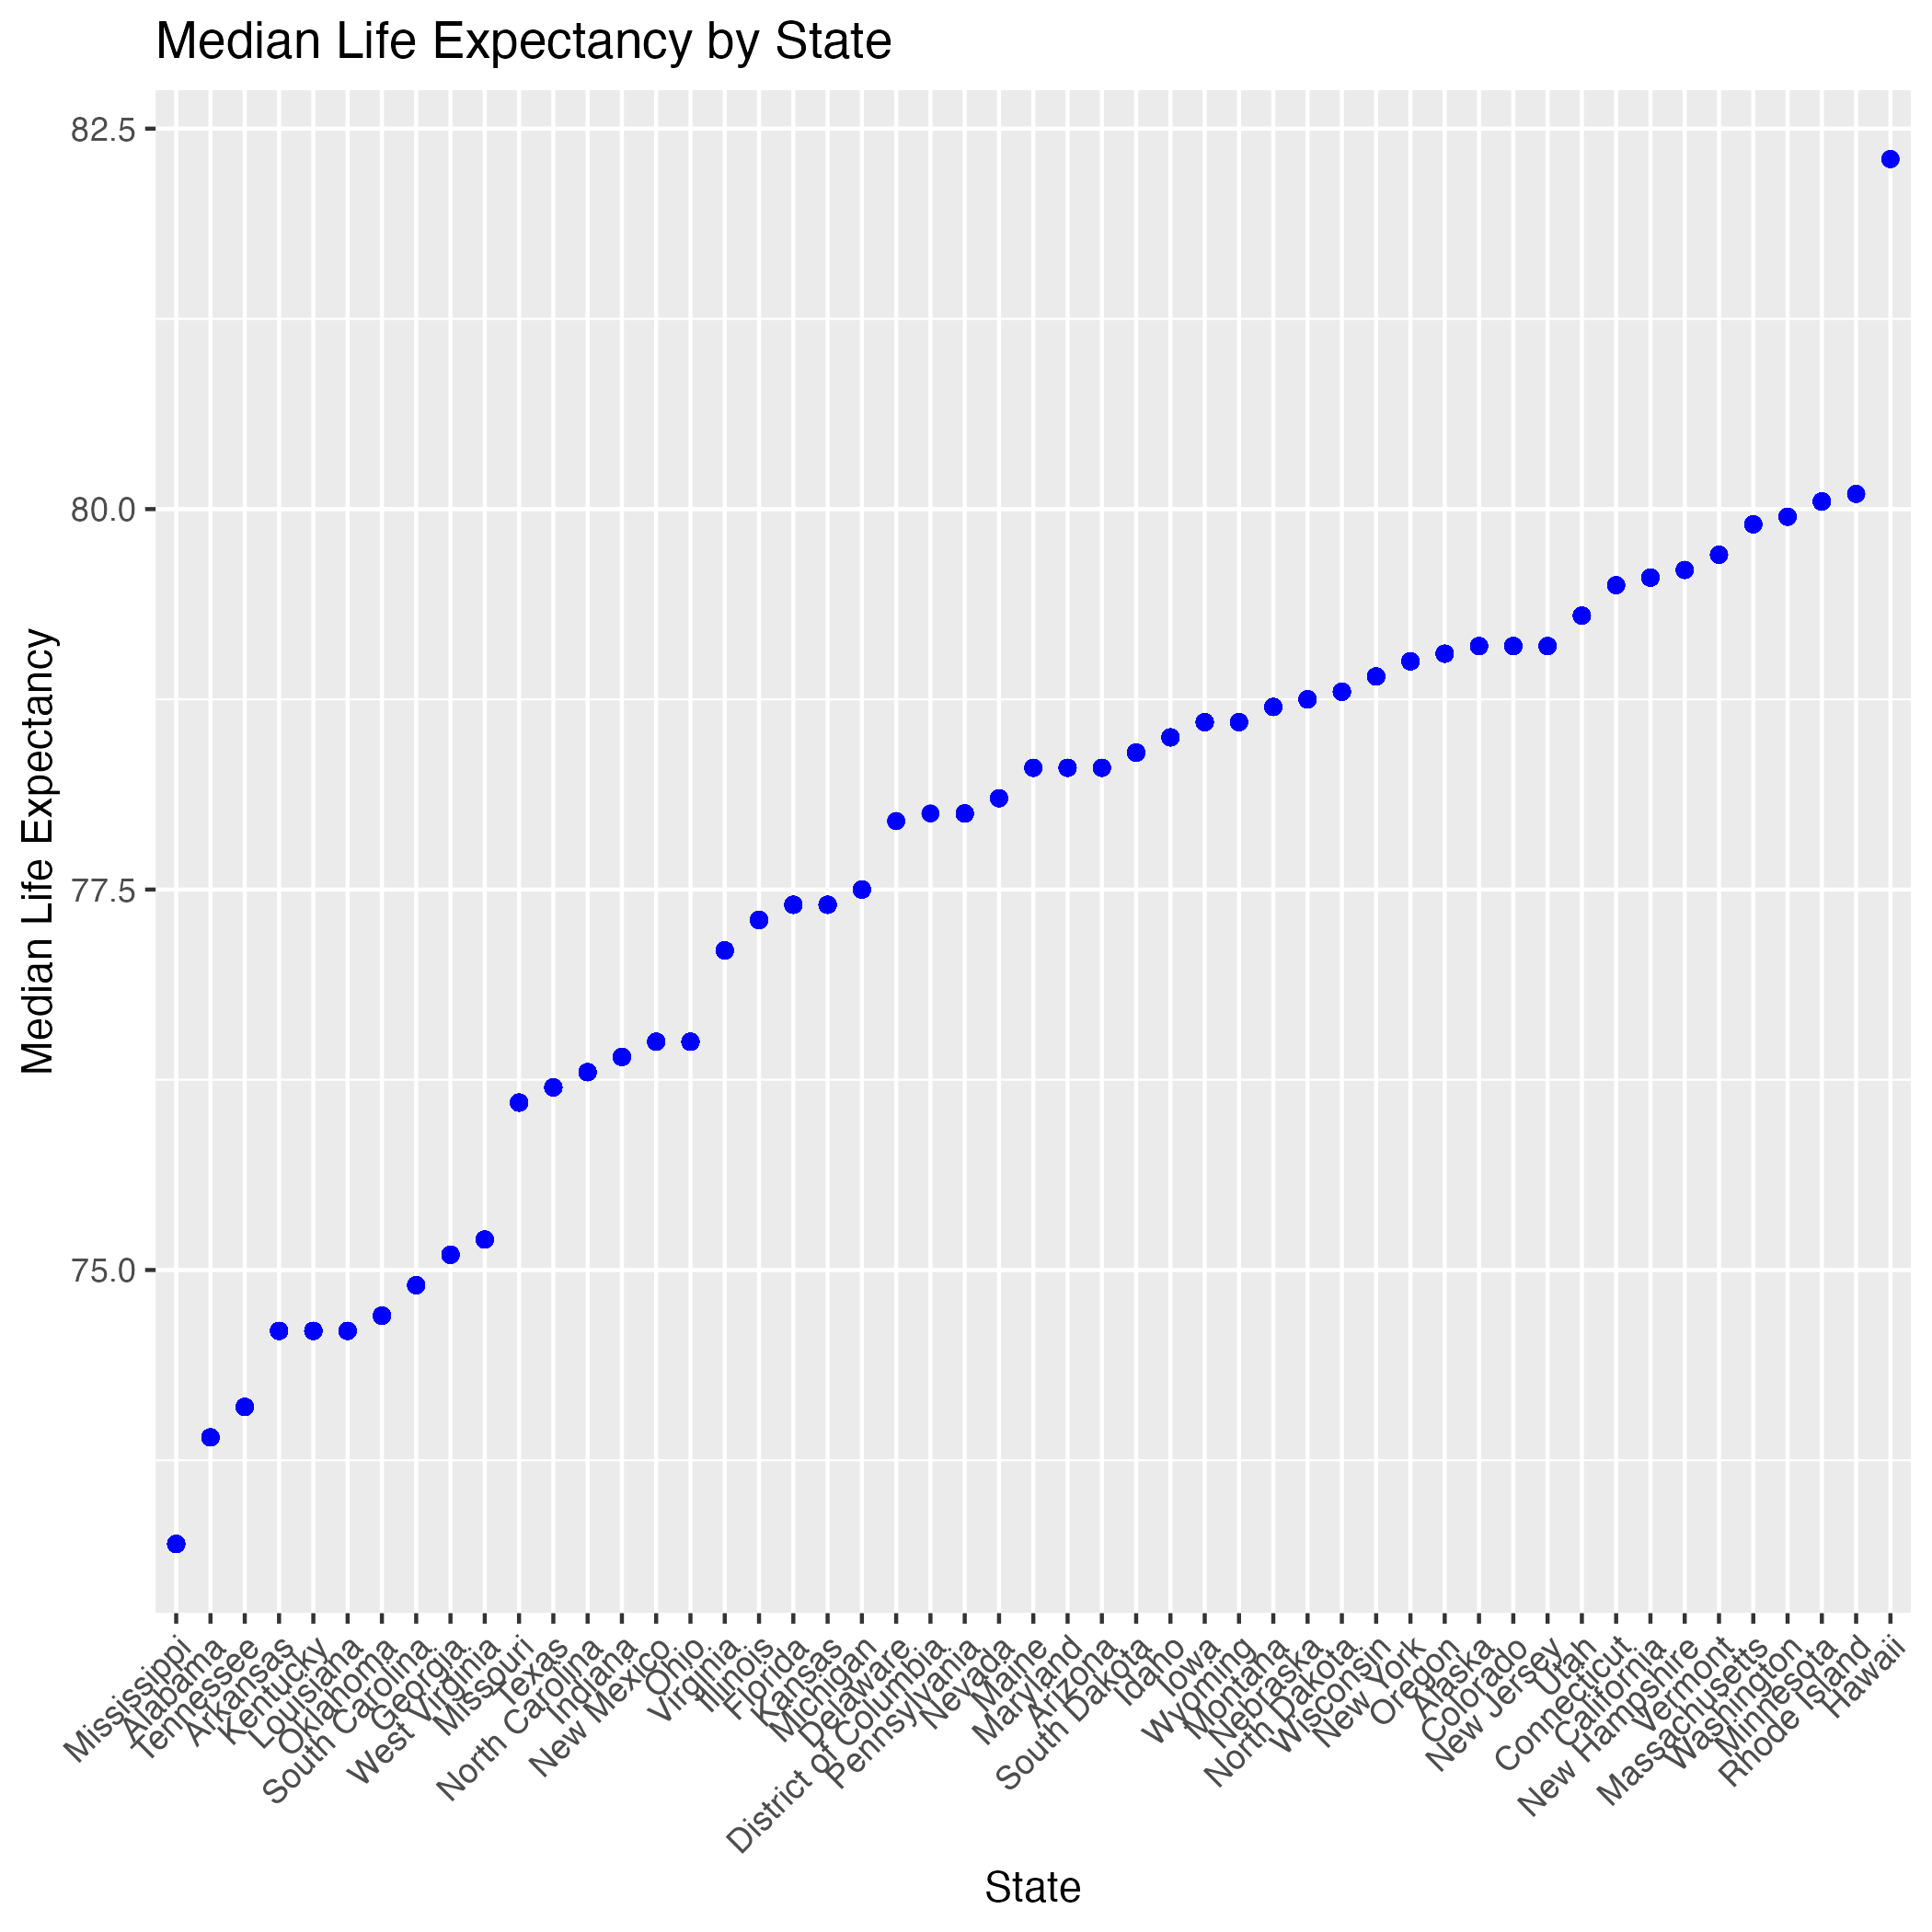 Median Life Expectancy by State
Median Life Expectancy
82.5
80.0
77.5
75.0
Mississippi
Alabama
Tennessee
Arkansas
Kentucky
Louisiana
Oklahoma
South Carolina
Georgia
West Virginia
Missouri
Texas
North Carolina
Indiana
New Mexico
Ohio
Virginia
Illinois
Florida
Kansas
Michigan
Delaware
District of Columbia
Pennsylvania
Nevada
Maine
Maryland
Arizona
South Dakota
Idaho
Iowa
Wyoming
Montana
Nebraska
North Dakota
Wisconsin
New York
Oregon
Alaska
Colorado
New Jersey
Utah
Connecticut
California
New Hampshire
Vermont
Massachusetts
Washington
Minnesota
Rhode Island
Hawaii
State